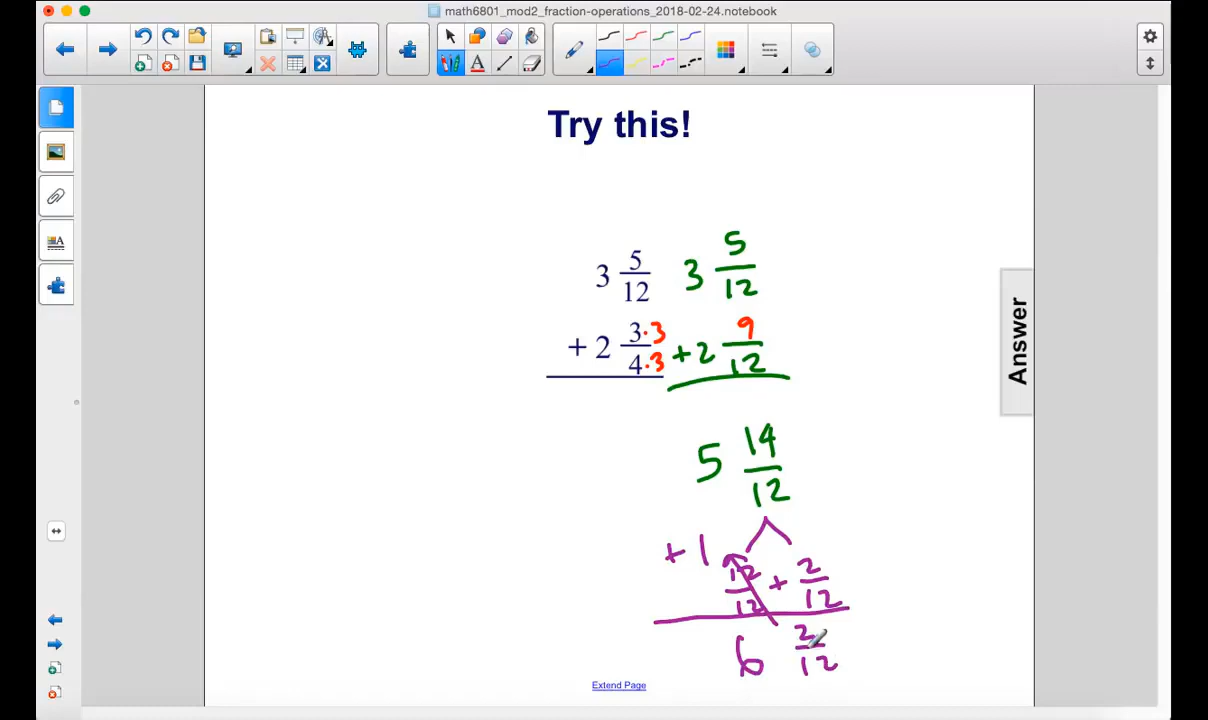 math6801_mod2_fraction-operations_2018-02-24.notebook
A
A
Try this!
3 5/12 3 5/12
+ 2 3·3/4·3 +2 9/12
Answer
5 14/12
+ 1 12/12 + 2/12
6 2/12
Extend Page